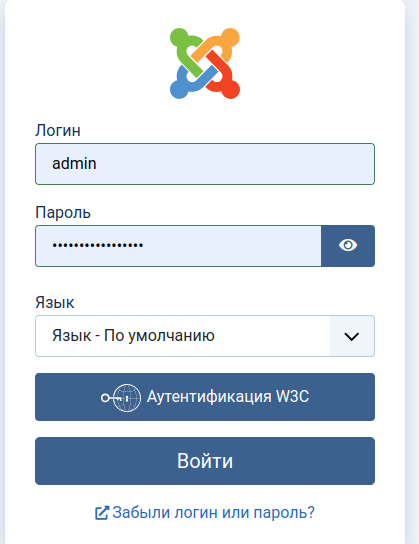 Логин
admin
Пароль
•••••••••••••••••
Язык
Язык - По умолчанию
Аутентификация W3C
Войти
Забыли логин или пароль?